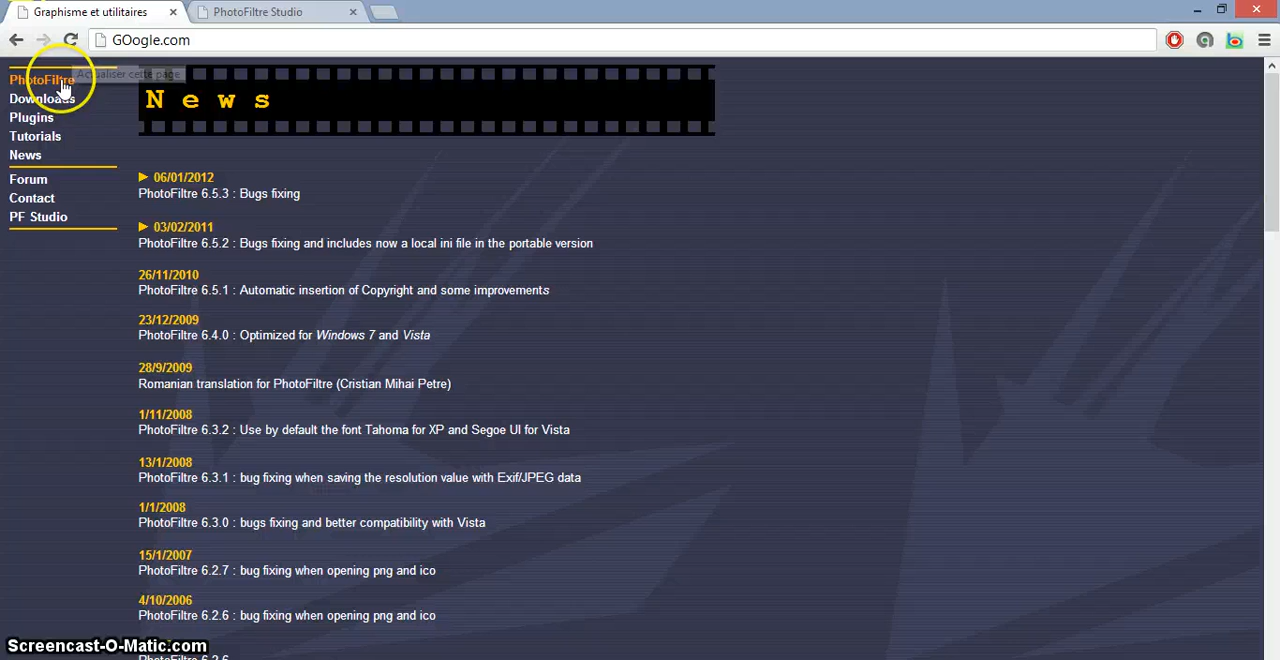 Graphisme et utilitaires
PhotoFiltre Studio
GOogle.com
Actualiser cette page
PhotoFiltre
Downloads
Plugins
Tutorials
News
Forum
Contact
PF Studio
News
06/01/2012
PhotoFiltre 6.5.3 : Bugs fixing
03/02/2011
PhotoFiltre 6.5.2 : Bugs fixing and includes now a local ini file in the portable version
26/11/2010
PhotoFiltre 6.5.1 : Automatic insertion of Copyright and some improvements
23/12/2009
PhotoFiltre 6.4.0 : Optimized for Windows 7 and Vista
28/9/2009
Romanian translation for PhotoFiltre (Cristian Mihai Petre)
1/11/2008
PhotoFiltre 6.3.2 : Use by default the font Tahoma for XP and Segoe UI for Vista
13/1/2008
PhotoFiltre 6.3.1 : bug fixing when saving the resolution value with Exif/JPEG data
1/1/2008
PhotoFiltre 6.3.0 : bugs fixing and better compatibility with Vista
15/1/2007
PhotoFiltre 6.2.7 : bug fixing when opening png and ico
4/10/2006
PhotoFiltre 6.2.6 : bug fixing when opening png and ico
Screencast-O-Matic.com